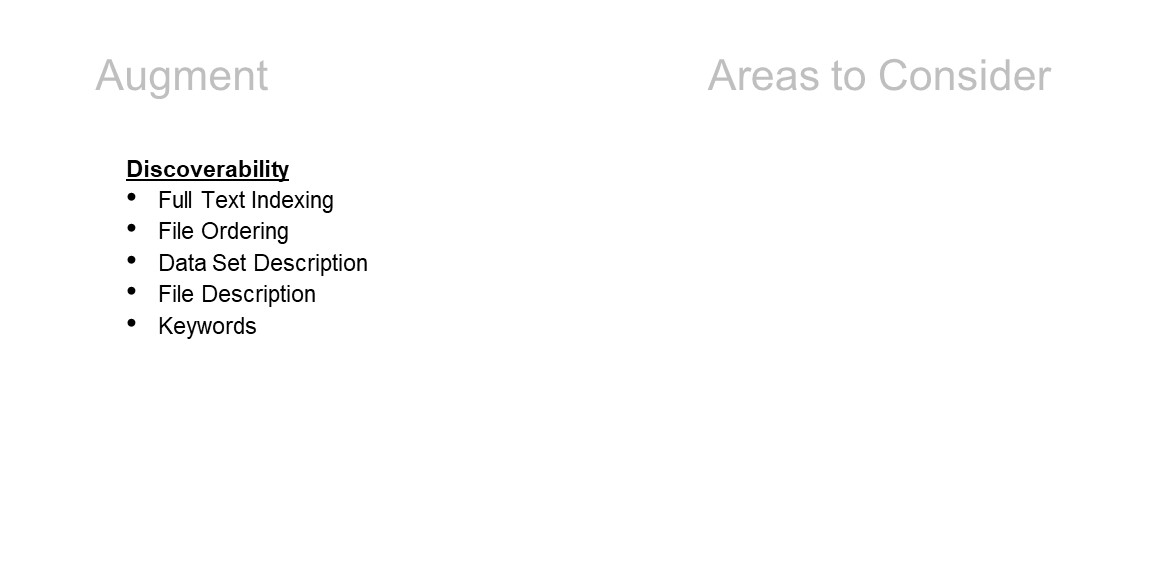 Augment
Areas to Consider
Discoverability
• Full Text Indexing
• File Ordering
• Data Set Description
• File Description
• Keywords